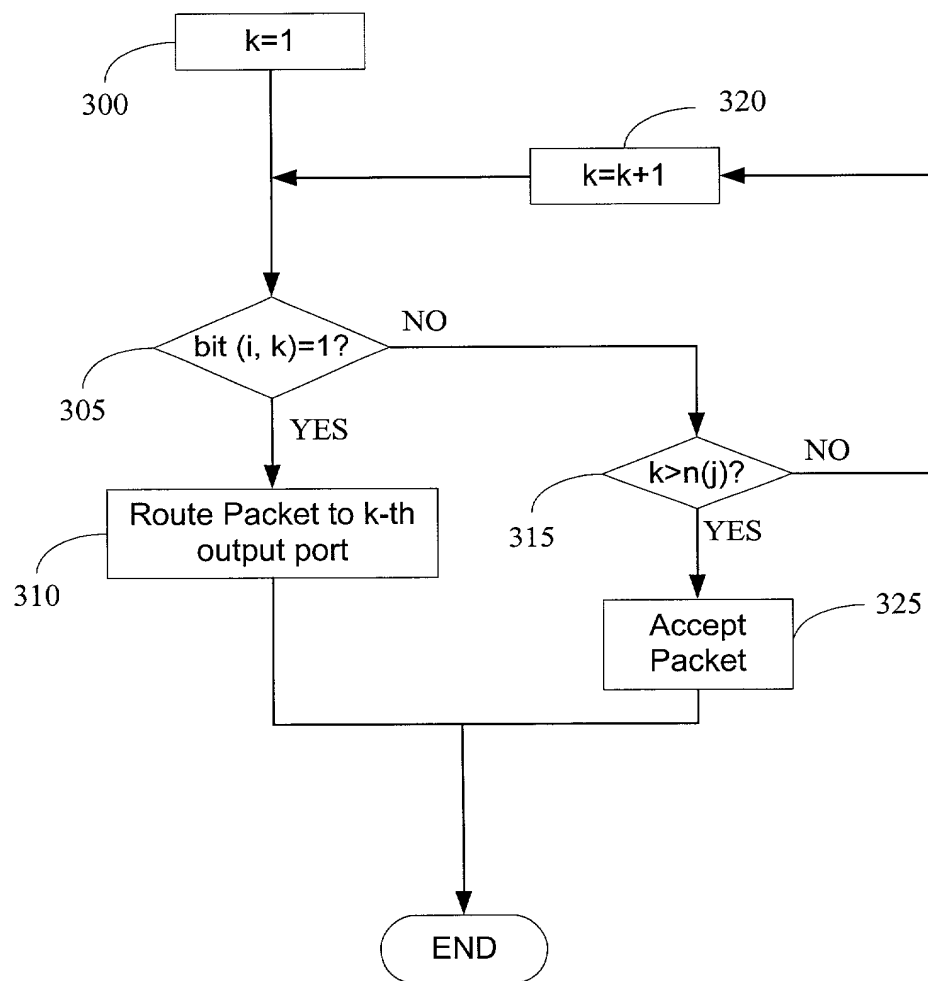 k=1
300
320
k=k+1
bit (i, k)=1?
NO
305
YES
k>n(j)?
NO
315
YES
Route Packet to k-th
output port
310
Accept
Packet
325
END